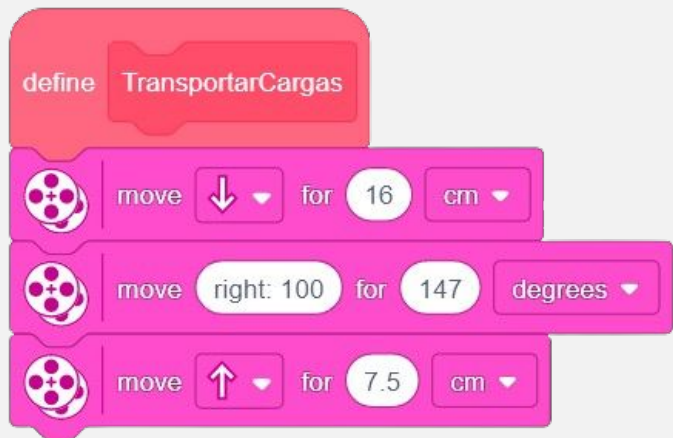 define TransportarCargas
move for 16 cm
move right: 100 for 147 degrees
move for 7.5 cm